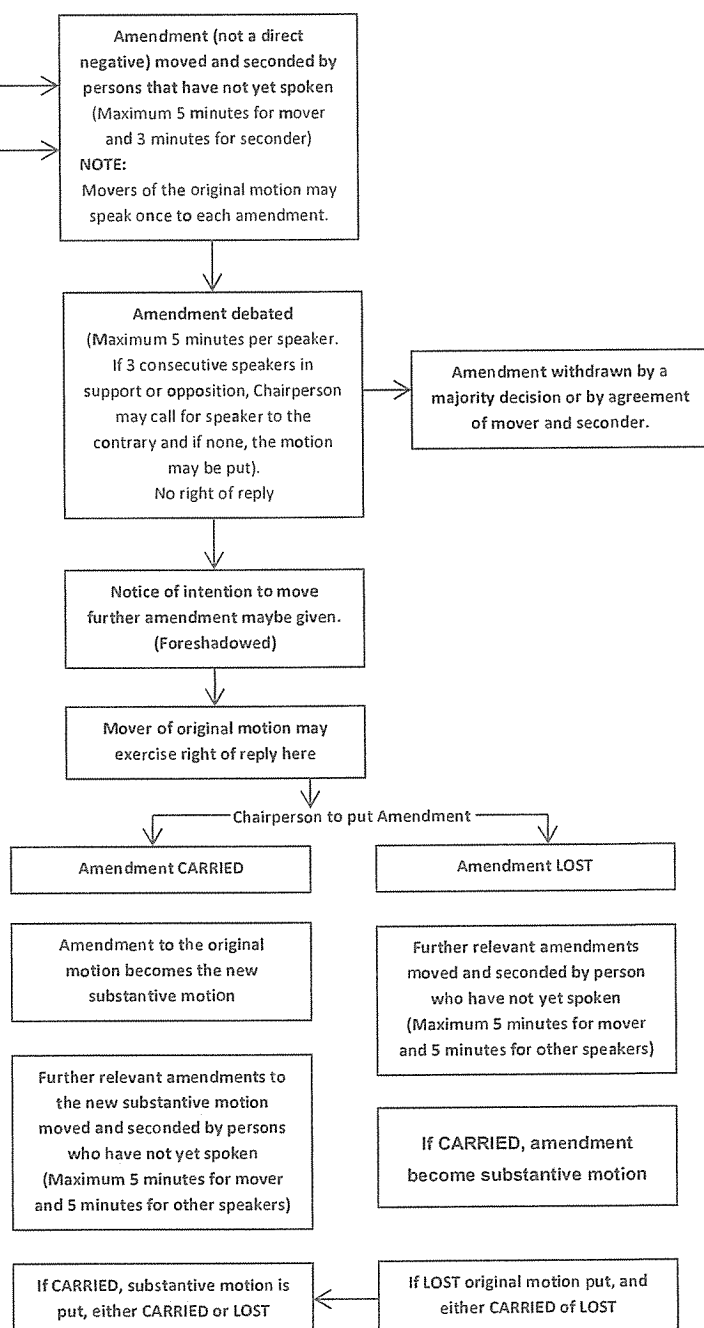 Amendment (not a direct
negative) moved and seconded by
persons that have not yet spoken
(Maximum 5 minutes for mover
and 3 minutes for seconder)
NOTE:
Movers of the original motion may
speak once to each amendment.
Amendment debated
(Maximum 5 minutes per speaker.
If 3 consecutive speakers in
support or opposition, Chairperson
may call for speaker to the
contrary and if none, the motion
may be put).
No right of reply
Amendment withdrawn by a
majority decision or by agreement
of mover and seconder.
Notice of intention to move
further amendment maybe given.
(Foreshadowed)
Mover of original motion may
exercise right of reply here
Chairperson to put Amendment
Amendment CARRIED
Amendment LOST
Amendment to the original
motion becomes the new
substantive motion
Further relevant amendments
moved and seconded by person
who have not yet spoken
(Maximum 5 minutes for mover
and 5 minutes for other speakers)
Further relevant amendments to
the new substantive motion
moved and seconded by persons
who have not yet spoken
(Maximum 5 minutes for mover
and 5 minutes for other speakers)
If CARRIED, amendment
become substantive motion
If CARRIED, substantive motion is
put, either CARRIED or LOST
If LOST original motion put, and
either CARRIED of LOST